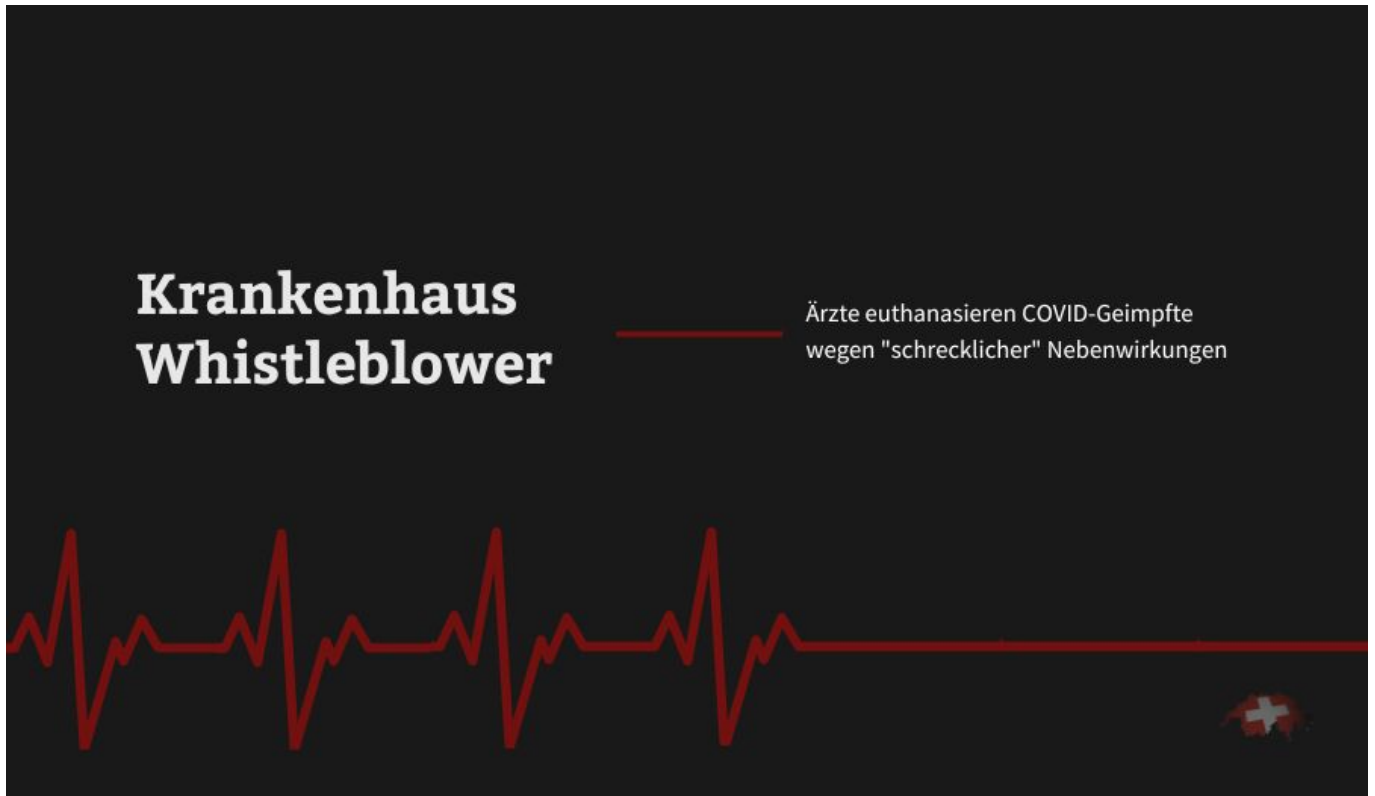 Krankenhaus
Whistleblower
Ärzte euthanasieren COVID-Geimpfte
wegen "schrecklicher" Nebenwirkungen